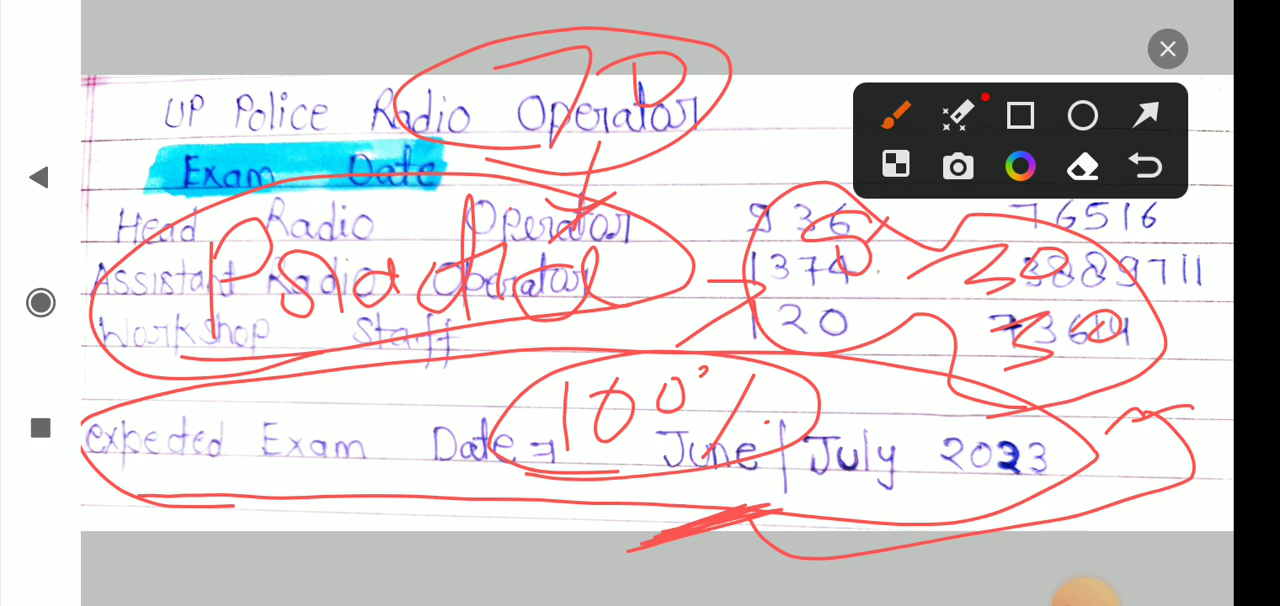 UP Police Radio Operator
Exam Date
Head Radio Operator 936 76516
Assistant Radio Operator 1374
Workshop Staff 120
100%
expected Exam Date ⇒ June | July 2023